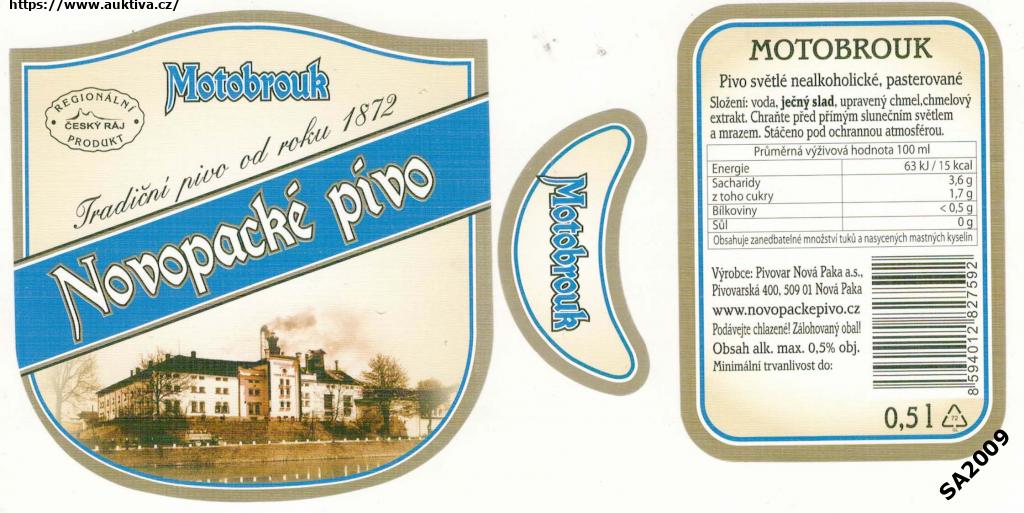 https://www.auktiva.cz/
Motobrouk
REGIONÁLNÍ
ČESKÝ RÁJ
PRODUKT
Tradiční pivo od roku 1872
Novopacké pivo
Motobrouk
MOTOBROUK
Pivo světlé nealkoholické, pasterované
Složení: voda, ječný slad, upravený chmel,chmelový
extrakt. Chraňte před přímým slunečním světlem
a mrazem. Stáčeno pod ochrannou atmosférou.
Průměrná výživová hodnota 100 ml
Energie 63 kJ / 15 kcal
Sacharidy 3,6 g
z toho cukry 1,7 g
Bílkoviny < 0,5 g
Sůl 0 g
Obsahuje zanedbatelné množství tuků a nasycených mastných kyselin
Výrobce: Pivovar Nová Paka a.s.,
Pivovarská 400, 509 01 Nová Paka
www.novopackepivo.cz
Podávejte chlazené! Zálohovaný obal!
Obsah alk. max. 0,5% obj.
Minimální trvanlivost do:
8 594012 827592
0,5 l
SA2009